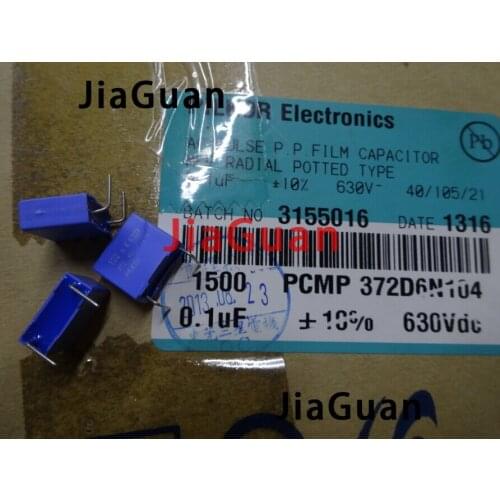 JiaGuan
Electronics
P.P.FILM CAPACITOR
RADIAL POTTED TYPE
±10% 630V- 40/105/21
BATCH NO 3155016 DATE 1316
JiaGuan
1500 PCMP 372D6N104
2013.08.23
0.1uF ±10% 630Vdc
JiaGuan